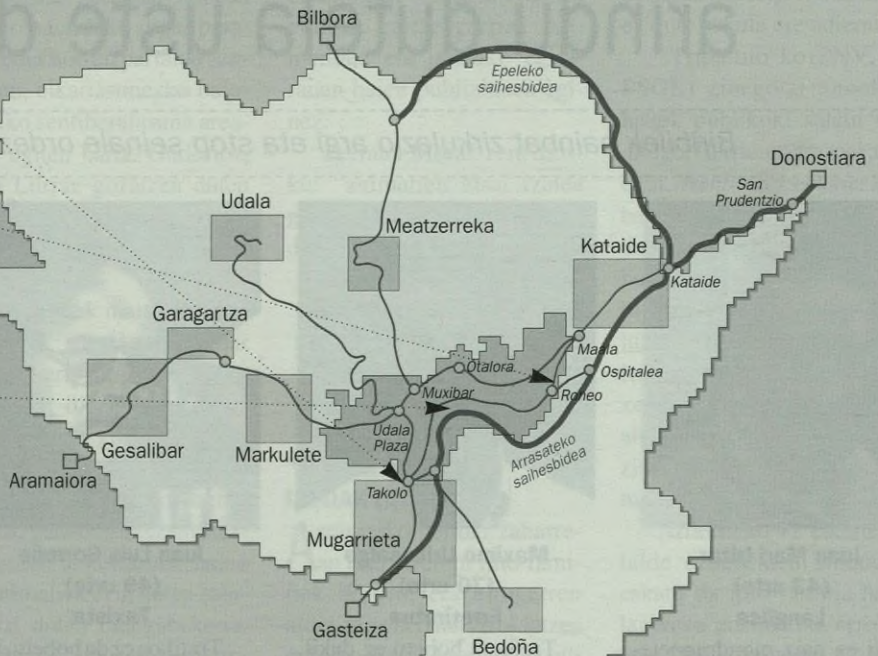 Bilbora
Epeleko
saihesbidea
Donostiara
San
Prudentzio
Udala
Meatzerreka
Kataide
Kataide
Garagartza
Maala
Otalora
Ospitalea
Muxibar
Roneo
Udala
Plaza
Gesalibar
Markulete
Arrasateko
saihesbidea
Aramaiora
Takolo
Mugarrieta
Gasteiza
Bedoña